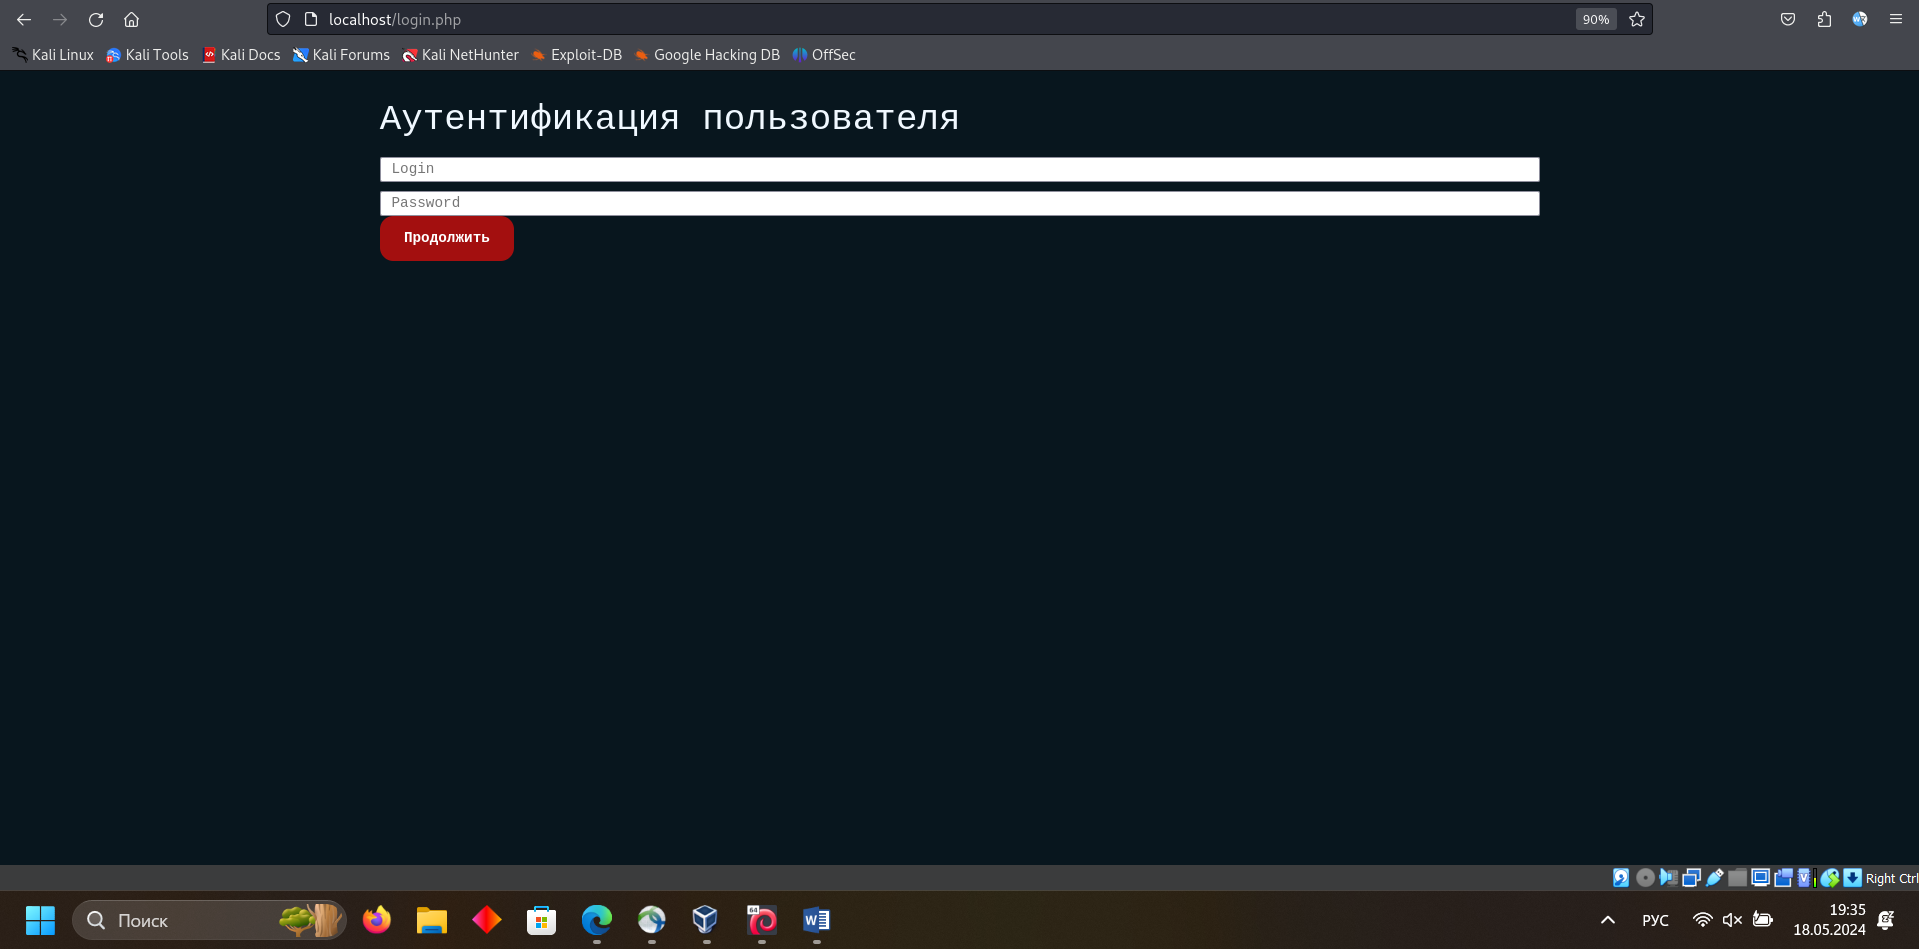 localhost/login.php
90%
Kali Linux Kali Tools Kali Docs Kali Forums Kali NetHunter Exploit-DB Google Hacking DB OffSec
Аутентификация пользователя
Login
Password
Продолжить
Right Ctrl
Поиск
64
W
РУС
19:35
18.05.2024